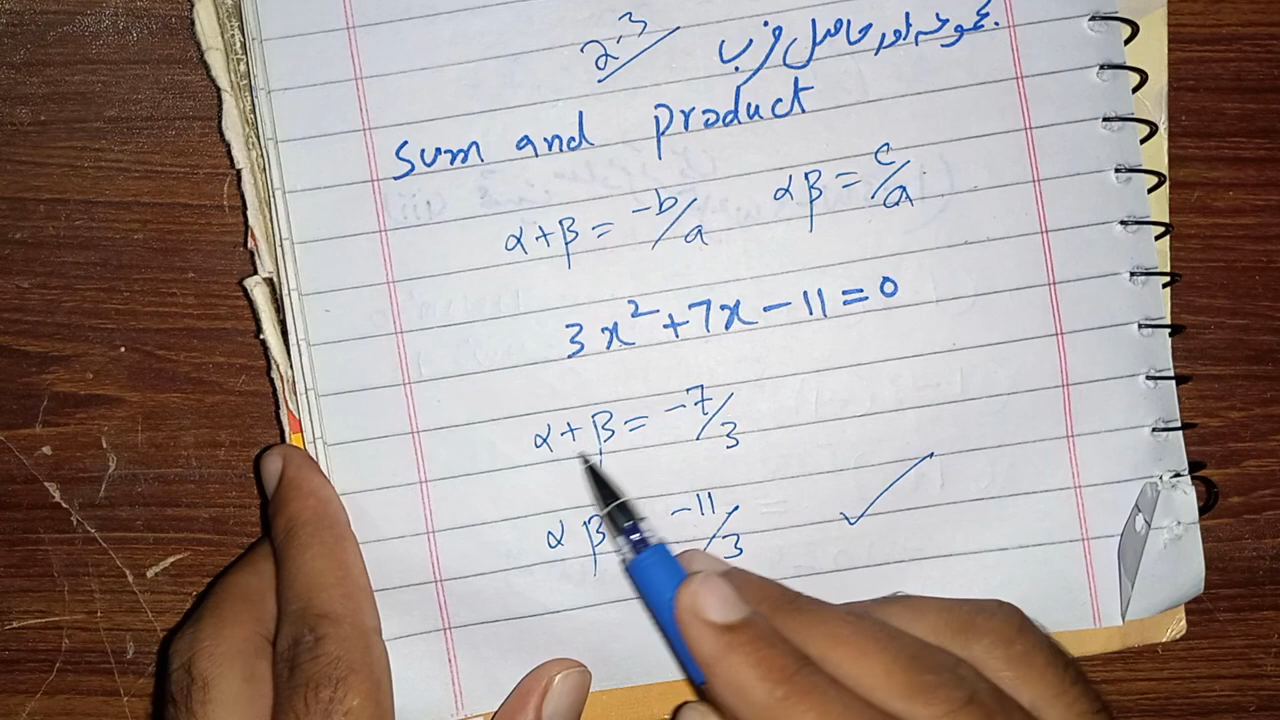 2.3
مجموعہ اور حاصل ضرب
Sum and product
α+β = -b/a αβ = c/a
3x²+7x-11=0
α+β = -7/3
αβ -11/3